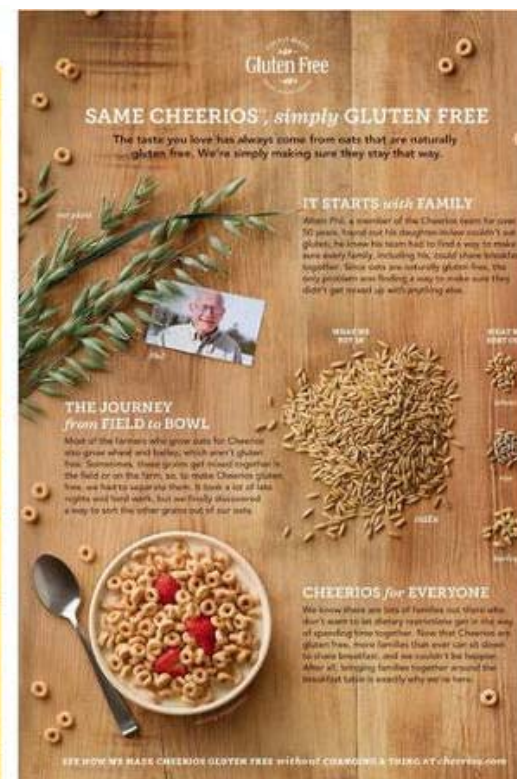 Gluten Free
SAME CHEERIOS™, simply GLUTEN FREE
The taste you love has always come from oats that are naturally
gluten free. We're simply making sure they stay that way.
oat plant
IT STARTS with FAMILY
When Phil, a member of the Cheerios team for over
50 years, found out his daughter-in-law couldn't eat
gluten, he knew his team had to find a way to make
sure every family, including his, could share breakfast
together. Since oats are naturally gluten free, the
only problem was finding a way to make sure they
didn't get mixed up with anything else.
Phil
WHAT WE
PUT IN
THE JOURNEY
from FIELD to BOWL
Most of the farmers who grow oats for Cheerios
also grow wheat and barley, which aren't gluten
free. Sometimes, these grains get mixed together in
the field or on the farm, so, to make Cheerios gluten
free, we had to separate them. It took a lot of late
nights and hard work, but we finally discovered
a way to sort the other grains out of our oats.
oats
CHEERIOS for EVERYONE
We know there are lots of families out there who
don't want to let dietary restrictions get in the way
of spending time together. Now that Cheerios are
gluten free, more families than ever can sit down
to share breakfast, and we couldn't be happier.
After all, bringing families together around the
breakfast table is exactly why we're here.
SEE HOW WE MADE CHEERIOS GLUTEN FREE without CHANGING A THING AT cheerios.com